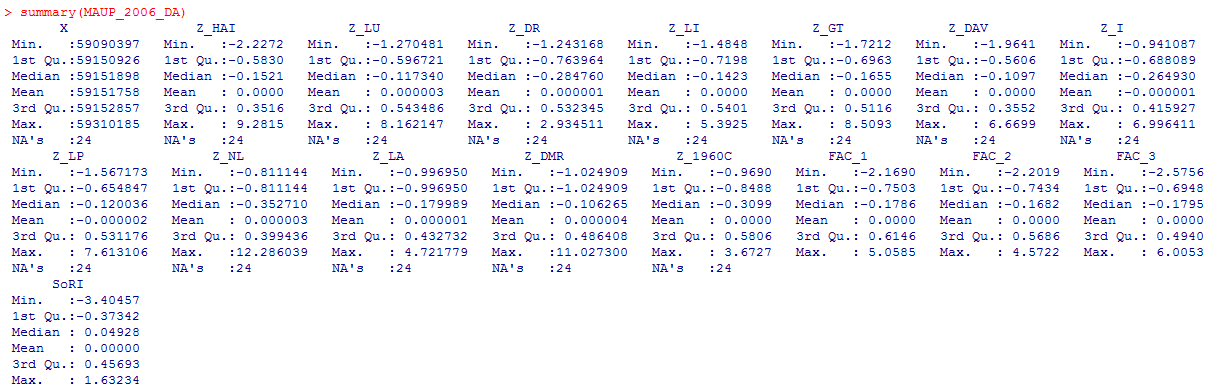 > summary(MAUP_2006_DA)
X Z_HAI Z_LU Z_DR Z_LI Z_GT Z_DAV Z_I
Min. :59090397 Min. :-2.2272 Min. :-1.270481 Min. :-1.243168 Min. :-1.4848 Min. :-1.7212 Min. :-1.9641 Min. :-0.941087
1st Qu.:59150926 1st Qu.:-0.5830 1st Qu.:-0.596721 1st Qu.:-0.763964 1st Qu.:-0.7198 1st Qu.:-0.6963 1st Qu.:-0.5606 1st Qu.:-0.688089
Median :59151898 Median :-0.1521 Median :-0.117340 Median :-0.284760 Median :-0.1423 Median :-0.1655 Median :-0.1097 Median :-0.264930
Mean :59151758 Mean : 0.0000 Mean : 0.000003 Mean : 0.000001 Mean : 0.0000 Mean : 0.0000 Mean : 0.0000 Mean :-0.000001
3rd Qu.:59152857 3rd Qu.: 0.3516 3rd Qu.: 0.543486 3rd Qu.: 0.532345 3rd Qu.: 0.5401 3rd Qu.: 0.5116 3rd Qu.: 0.3552 3rd Qu.: 0.415927
Max. :59310185 Max. : 9.2815 Max. : 8.162147 Max. : 2.934511 Max. : 5.3925 Max. : 8.5093 Max. : 6.6699 Max. : 6.996411
NA's :24 NA's :24 NA's :24 NA's :24 NA's :24 NA's :24 NA's :24 NA's :24
Z_LP Z_NL Z_LA Z_DMR Z_1960C FAC_1 FAC_2 FAC_3
Min. :-1.567173 Min. :-0.811144 Min. :-0.996950 Min. :-1.024909 Min. :-0.9690 Min. :-2.1690 Min. :-2.2019 Min. :-2.5756
1st Qu.:-0.654847 1st Qu.:-0.811144 1st Qu.:-0.996950 1st Qu.:-1.024909 1st Qu.:-0.8488 1st Qu.:-0.7503 1st Qu.:-0.7434 1st Qu.:-0.6948
Median :-0.120036 Median :-0.352710 Median :-0.179989 Median :-0.106265 Median :-0.3099 Median :-0.1786 Median :-0.1682 Median :-0.1795
Mean :-0.000002 Mean : 0.000003 Mean : 0.000001 Mean : 0.000004 Mean : 0.0000 Mean : 0.0000 Mean : 0.0000 Mean : 0.0000
3rd Qu.: 0.531176 3rd Qu.: 0.399436 3rd Qu.: 0.432732 3rd Qu.: 0.486408 3rd Qu.: 0.5806 3rd Qu.: 0.6146 3rd Qu.: 0.5686 3rd Qu.: 0.4940
Max. : 7.613106 Max. :12.286039 Max. : 4.721779 Max. :11.027300 Max. : 3.6727 Max. : 5.0585 Max. : 4.5722 Max. : 6.0053
NA's :24 NA's :24 NA's :24 NA's :24 NA's :24
SoRI
Min. :-3.40457
1st Qu.:-0.37342
Median : 0.04928
Mean : 0.00000
3rd Qu.: 0.45693
Max. : 1.63234